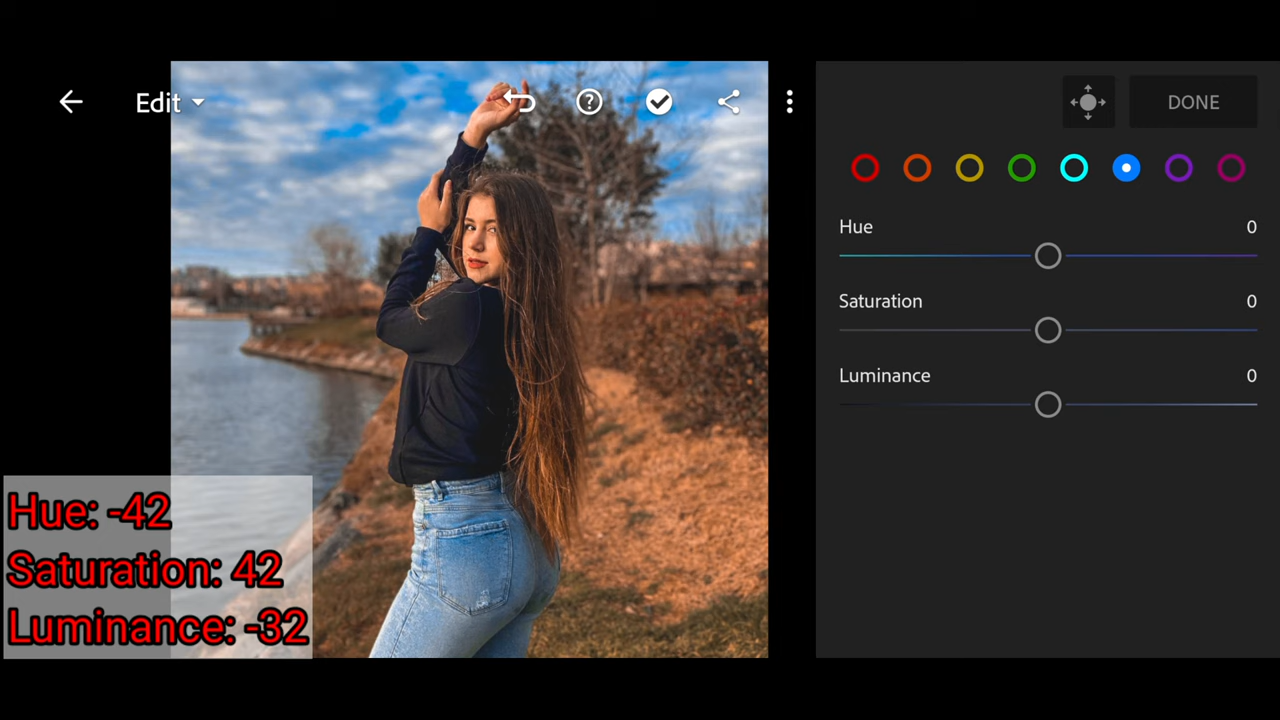 Edit
DONE
Hue 0
Saturation 0
Luminance 0
Hue: -42
Saturation: 42
Luminance: -32